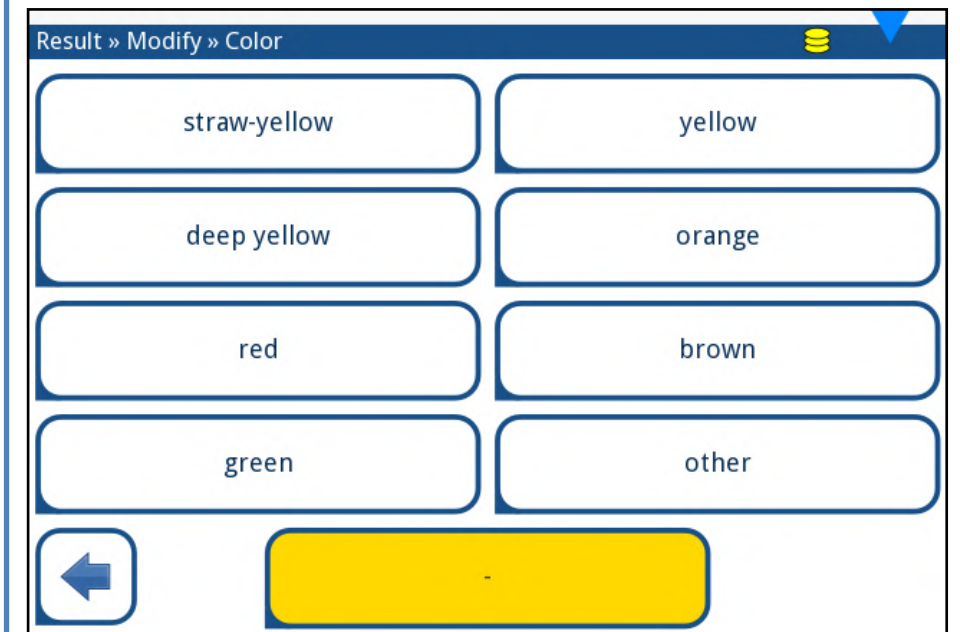 Result » Modify » Color
straw-yellow
yellow
deep yellow
orange
red
brown
green
other
-